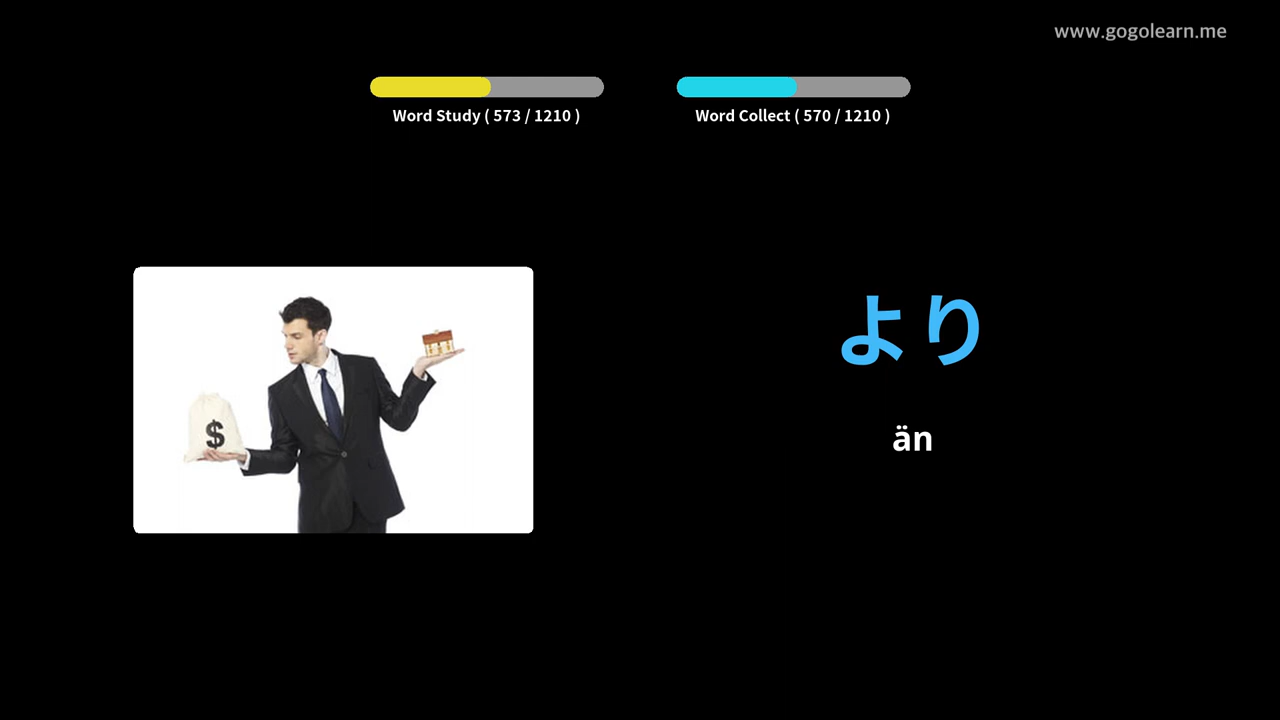 www.gogolearn.me
Word Study ( 573 / 1210 )
Word Collect ( 570 / 1210 )
$
より
än